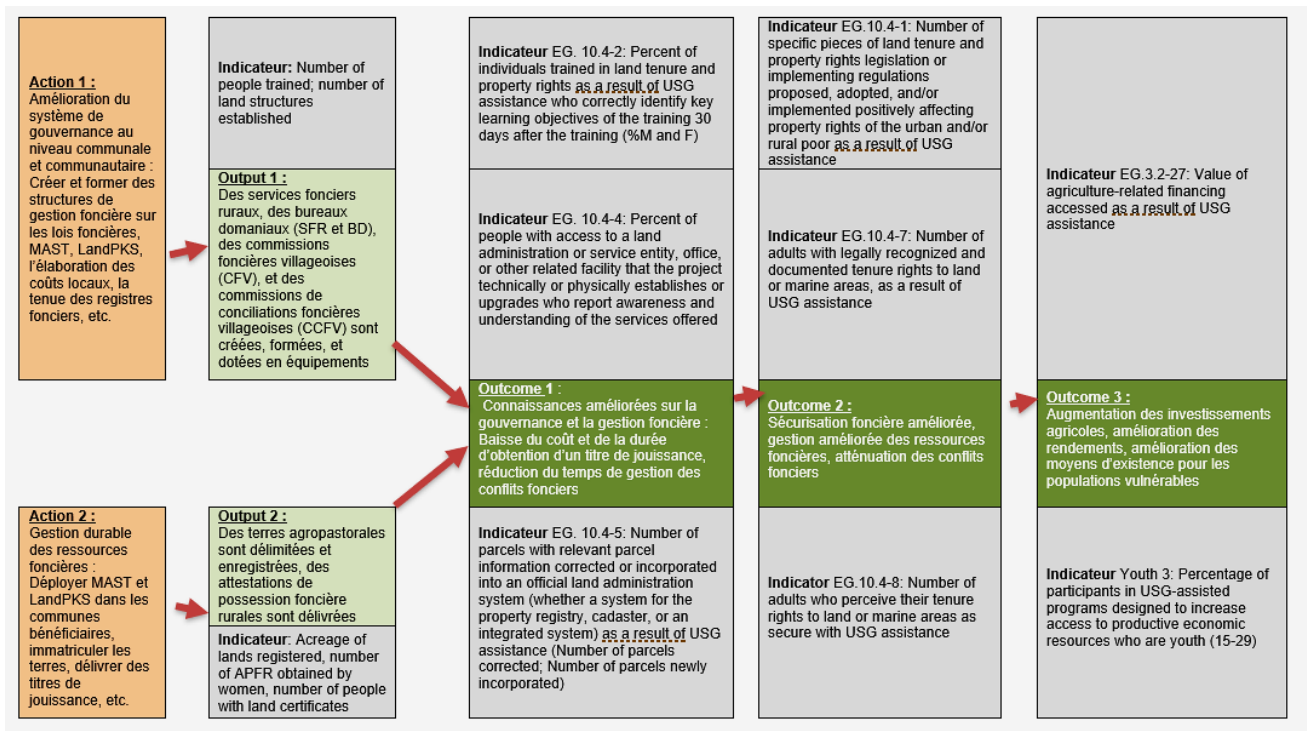 Action 1 :
Amélioration du
système de
gouvernance au
niveau communale
et communautaire :
Créer et former des
structures de
gestion foncière sur
les lois foncières,
MAST, LandPKS,
l'élaboration des
coûts locaux, la
tenue des registres
fonciers, etc.
Indicateur: Number of
people trained; number of
land structures
established
Output 1 :
Des services fonciers
ruraux, des bureaux
domaniaux (SFR et BD),
des commissions
foncières villageoises
(CFV), et des
commissions de
conciliations foncières
villageoises (CCFV) sont
créées, formées, et
dotées en équipements
Action 2 :
Gestion durable
des ressources
foncières :
Déployer MAST et
LandPKS dans les
communes
bénéficiaires,
immatriculer les
terres, délivrer des
titres de
jouissance, etc.
Output 2 :
Des terres agropastorales
sont délimitées et
enregistrées, des
attestations de
possession foncière
rurales sont délivrées
Indicateur: Acreage of
lands registered, number
of APFR obtained by
women, number of people
with land certificates
Indicateur EG. 10.4-2: Percent of
individuals trained in land tenure and
property rights as a result of USG
assistance who correctly identify key
learning objectives of the training 30
days after the training (%M and F)
Indicateur EG. 10.4-4: Percent of
people with access to a land
administration or service entity, office,
or other related facility that the project
technically or physically establishes or
upgrades who report awareness and
understanding of the services offered
Outcome 1 :
Connaissances améliorées sur la
gouvernance et la gestion foncière :
Baisse du coût et de la durée
d'obtention d'un titre de jouissance,
réduction du temps de gestion des
conflits fonciers
Indicateur EG. 10.4-5: Number of
parcels with relevant parcel
information corrected or incorporated
into an official land administration
system (whether a system for the
property registry, cadaster, or an
integrated system) as a result of USG
assistance (Number of parcels
corrected; Number of parcels newly
incorporated)
Indicateur EG.10.4-1: Number of
specific pieces of land tenure and
property rights legislation or
implementing regulations
proposed, adopted, and/or
implemented positively affecting
property rights of the urban and/or
rural poor as a result of USG
assistance
Indicateur EG.10.4-7: Number of
adults with legally recognized and
documented tenure rights to land
or marine areas, as a result of
USG assistance
Outcome 2 :
Sécurisation foncière améliorée,
gestion améliorée des ressources
foncières, atténuation des conflits
fonciers
Indicator EG.10.4-8: Number of
adults who perceive their tenure
rights to land or marine areas as
secure with USG assistance
Indicateur EG.3.2-27: Value of
agriculture-related financing
accessed as a result of USG
assistance
Outcome 3 :
Augmentation des investissements
agricoles, amélioration des
rendements, amélioration des
moyens d'existence pour les
populations vulnérables
Indicateur Youth 3: Percentage of
participants in USG-assisted
programs designed to increase
access to productive economic
resources who are youth (15-29)